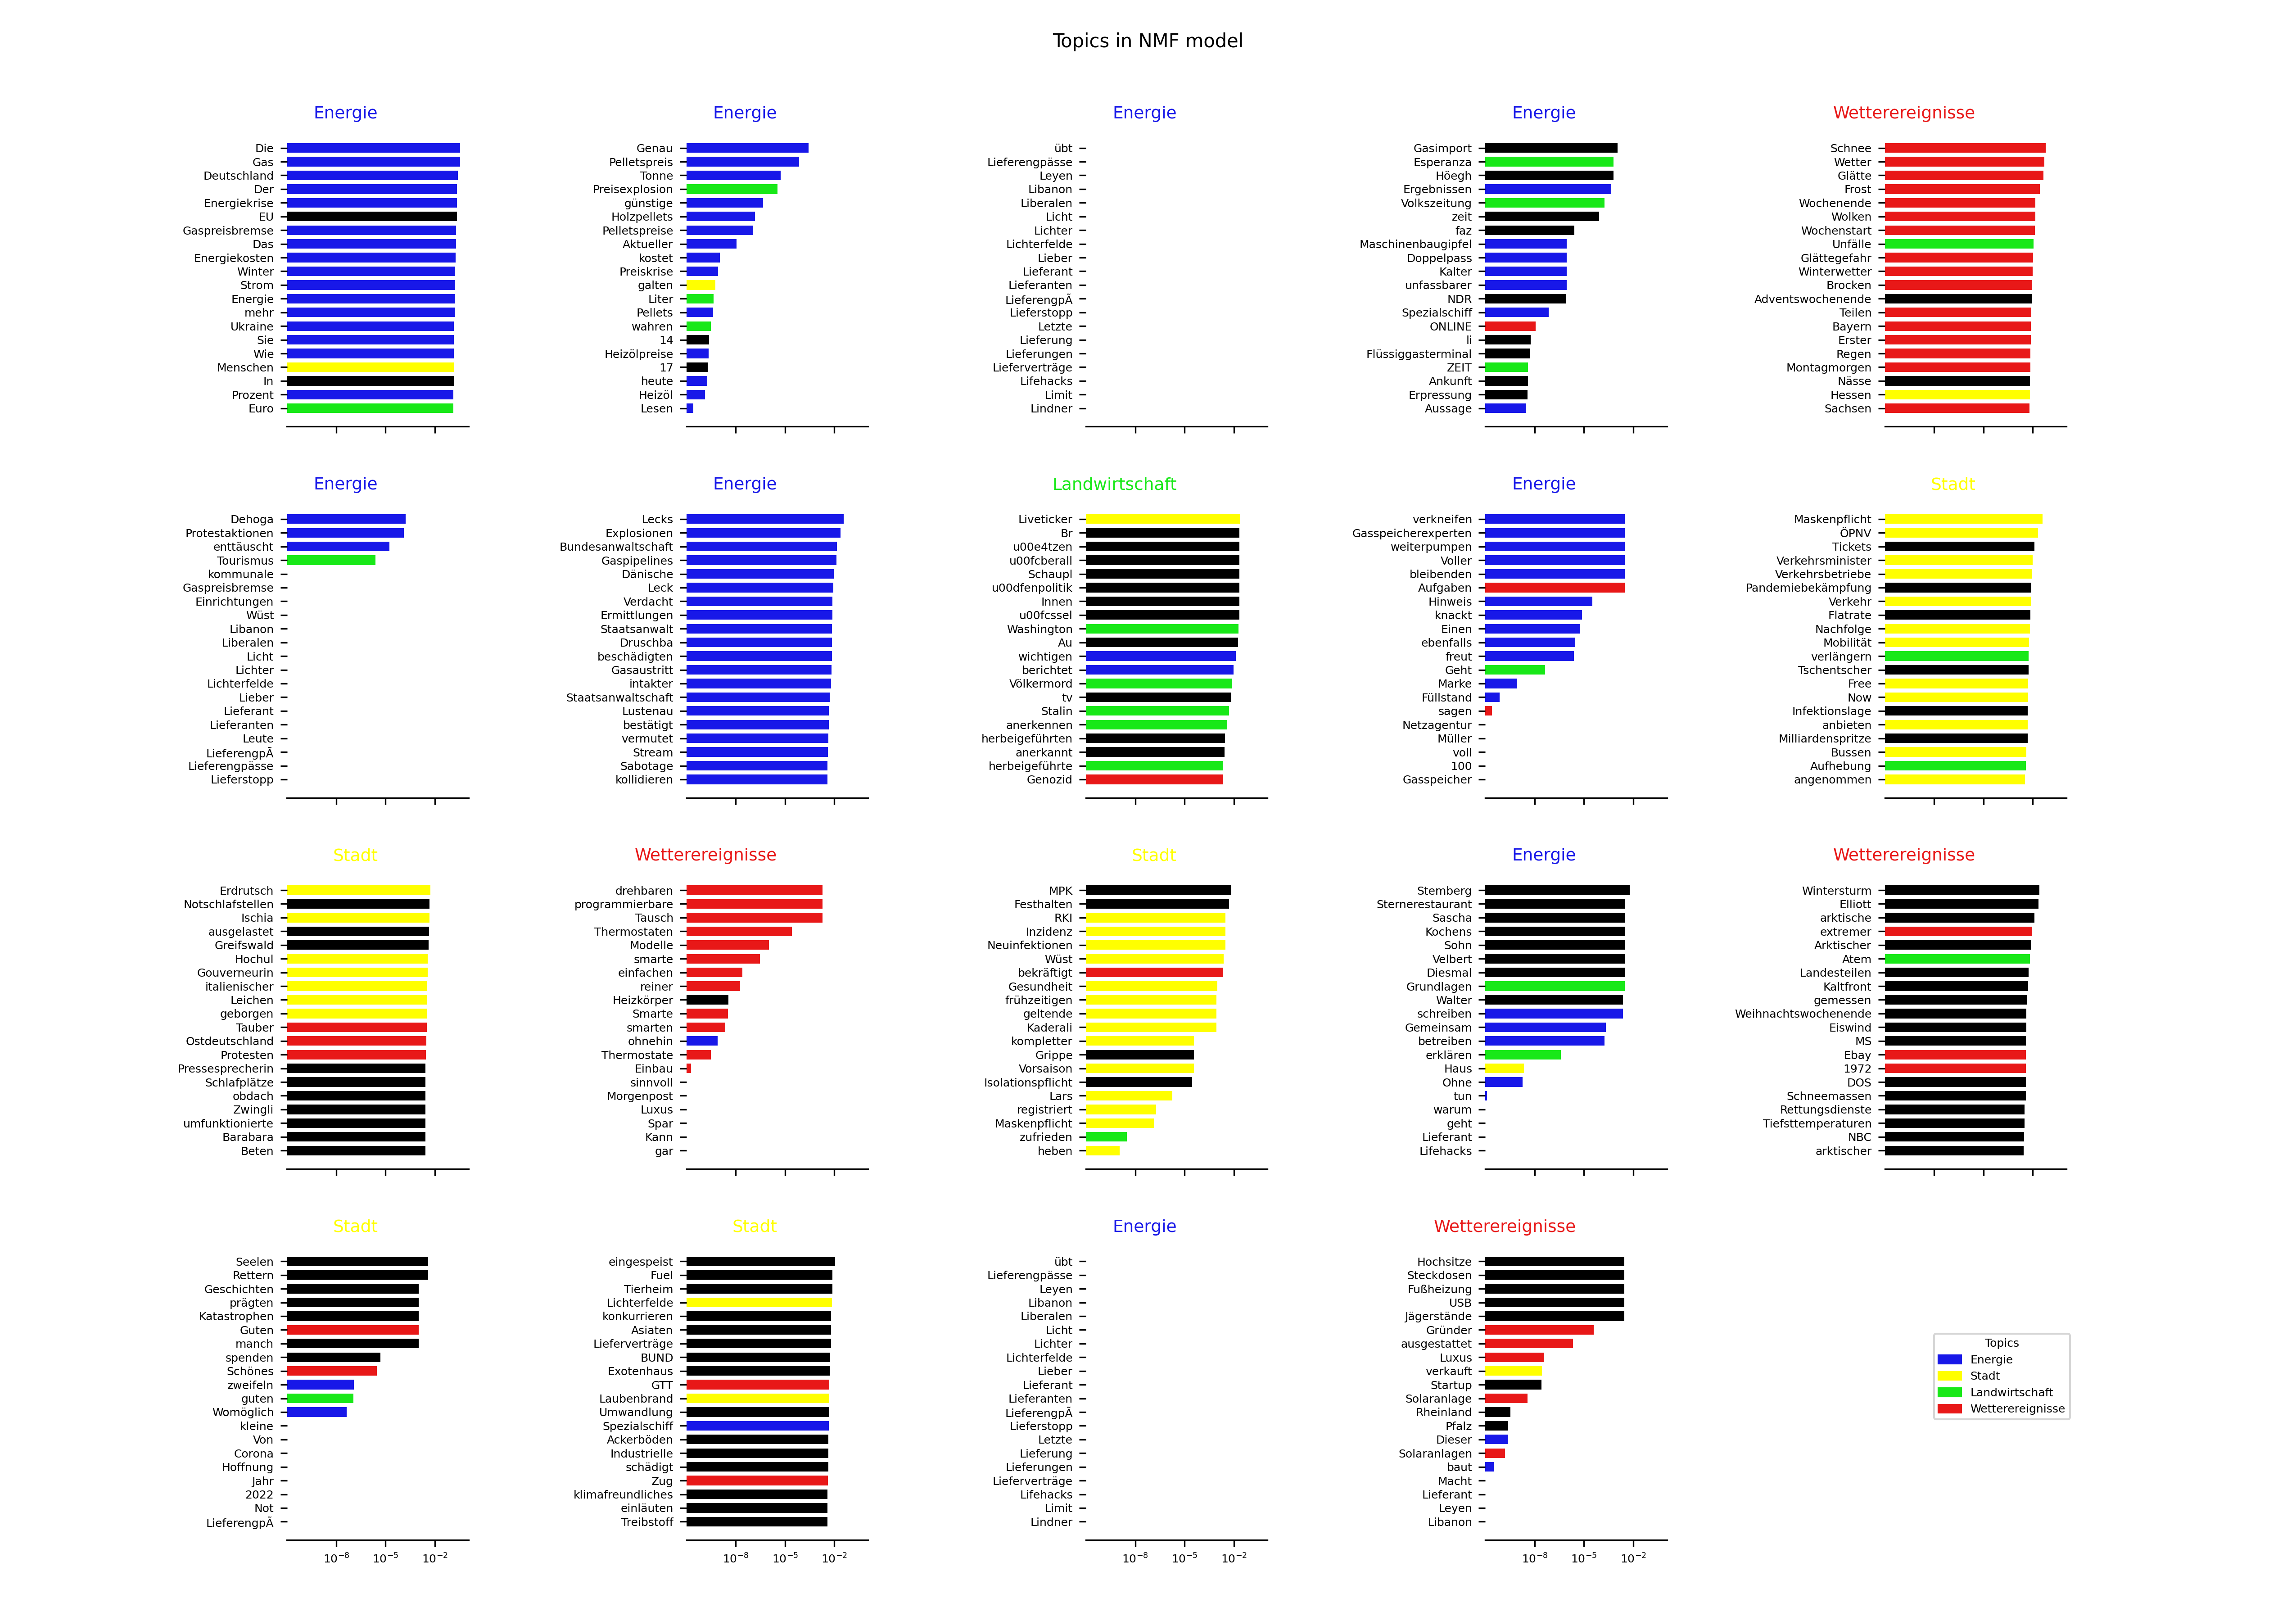 Topics in NMF model
Energie
Die
Gas
Deutschland
Der
Energiekrise
EU
Gaspreisbremse
Das
Energiekosten
Winter
Strom
Energie
mehr
Ukraine
Sie
Wie
Menschen
In
Prozent
Euro
Energie
Genau
Pelletspreis
Tonne
Preisexplosion
günstige
Holzpellets
Pelletspreise
Aktueller
kostet
Preiskrise
galten
Liter
Pellets
wahren
14
Heizölpreise
17
heute
Heizöl
Lesen
Energie
übt
Lieferengpässe
Leyen
Libanon
Liberalen
Licht
Lichter
Lichterfelde
Lieber
Lieferant
Lieferanten
LieferengpÃ
Lieferstopp
Letzte
Lieferung
Lieferungen
Lieferverträge
Lifehacks
Limit
Lindner
Energie
Gasimport
Esperanza
Höegh
Ergebnissen
Volkszeitung
zeit
faz
Maschinenbaugipfel
Doppelpass
Kalter
unfassbarer
NDR
Spezialschiff
ONLINE
li
Flüssiggasterminal
ZEIT
Ankunft
Erpressung
Aussage
Wetterereignisse
Schnee
Wetter
Glätte
Frost
Wochenende
Wolken
Wochenstart
Unfälle
Glättegefahr
Winterwetter
Brocken
Adventswochenende
Teilen
Bayern
Erster
Regen
Montagmorgen
Nässe
Hessen
Sachsen
Energie
Dehoga
Protestaktionen
enttäuscht
Tourismus
kommunale
Gaspreisbremse
Einrichtungen
Wüst
Libanon
Liberalen
Licht
Lichter
Lichterfelde
Lieber
Lieferant
Lieferanten
Leute
LieferengpÃ
Lieferengpässe
Lieferstopp
Energie
Lecks
Explosionen
Bundesanwaltschaft
Gaspipelines
Dänische
Leck
Verdacht
Ermittlungen
Staatsanwalt
Druschba
beschädigten
Gasaustritt
intakter
Staatsanwaltschaft
Lustenau
bestätigt
vermutet
Stream
Sabotage
kollidieren
Landwirtschaft
Liveticker
Br
u00e4tzen
u00fcberall
Schaupl
u00dfenpolitik
Innen
u00fcssel
Washington
Au
wichtigen
berichtet
Völkermord
tv
Stalin
anerkennen
herbeigeführten
anerkannt
herbeigeführte
Genozid
Energie
verkneifen
Gasspeicherexperten
weiterpumpen
Voller
bleibenden
Aufgaben
Hinweis
knackt
Einen
ebenfalls
freut
Geht
Marke
Füllstand
sagen
Netzagentur
Müller
voll
100
Gasspeicher
Stadt
Maskenpflicht
ÖPNV
Tickets
Verkehrsminister
Verkehrsbetriebe
Pandemiebekämpfung
Verkehr
Flatrate
Nachfolge
Mobilität
verlängern
Tschentscher
Free
Now
Infektionslage
anbieten
Milliardenspritze
Bussen
Aufhebung
angenommen
Stadt
Erdrutsch
Notschlafstellen
Ischia
ausgelastet
Greifswald
Hochul
Gouverneurin
italienischer
Leichen
geborgen
Tauber
Ostdeutschland
Protesten
Pressesprecherin
Schlafplätze
obdach
Zwingli
umfunktionierte
Barabara
Beten
Wetterereignisse
drehbaren
programmierbare
Tausch
Thermostaten
Modelle
smarte
einfachen
reiner
Heizkörper
Smarte
smarten
ohnehin
Thermostate
Einbau
sinnvoll
Morgenpost
Luxus
Spar
Kann
gar
Stadt
MPK
Festhalten
RKI
Inzidenz
Neuinfektionen
Wüst
bekräftigt
Gesundheit
frühzeitigen
geltende
Kaderali
kompletter
Grippe
Vorsaison
Isolationspflicht
Lars
registriert
Maskenpflicht
zufrieden
heben
Energie
Stemberg
Sternerestaurant
Sascha
Kochens
Sohn
Velbert
Diesmal
Grundlagen
Walter
schreiben
Gemeinsam
betreiben
erklären
Haus
Ohne
tun
warum
geht
Lieferant
Lifehacks
Wetterereignisse
Wintersturm
Elliott
arktische
extremer
Arktischer
Atem
Landesteilen
Kaltfront
gemessen
Weihnachtswochenende
Eiswind
MS
Ebay
1972
DOS
Schneemassen
Rettungsdienste
Tiefsttemperaturen
NBC
arktischer
Stadt
Seelen
Rettern
Geschichten
prägten
Katastrophen
Guten
manch
spenden
Schönes
zweifeln
guten
Womöglich
kleine
Von
Corona
Hoffnung
Jahr
2022
Not
LieferengpÃ
10⁻⁸ 10⁻⁵ 10⁻²
Stadt
eingespeist
Fuel
Tierheim
Lichterfelde
konkurrieren
Asiaten
Lieferverträge
BUND
Exotenhaus
GTT
Laubenbrand
Umwandlung
Spezialschiff
Ackerböden
Industrielle
schädigt
Zug
klimafreundliches
einläuten
Treibstoff
10⁻⁸ 10⁻⁵ 10⁻²
Energie
übt
Lieferengpässe
Leyen
Libanon
Liberalen
Licht
Lichter
Lichterfelde
Lieber
Lieferant
Lieferanten
LieferengpÃ
Lieferstopp
Letzte
Lieferung
Lieferungen
Lieferverträge
Lifehacks
Limit
Lindner
10⁻⁸ 10⁻⁵ 10⁻²
Wetterereignisse
Hochsitze
Steckdosen
Fußheizung
USB
Jägerstände
Gründer
ausgestattet
Luxus
verkauft
Startup
Solaranlage
Rheinland
Pfalz
Dieser
Solaranlagen
baut
Macht
Lieferant
Leyen
Libanon
10⁻⁸ 10⁻⁵ 10⁻²
Topics
Energie
Stadt
Landwirtschaft
Wetterereignisse